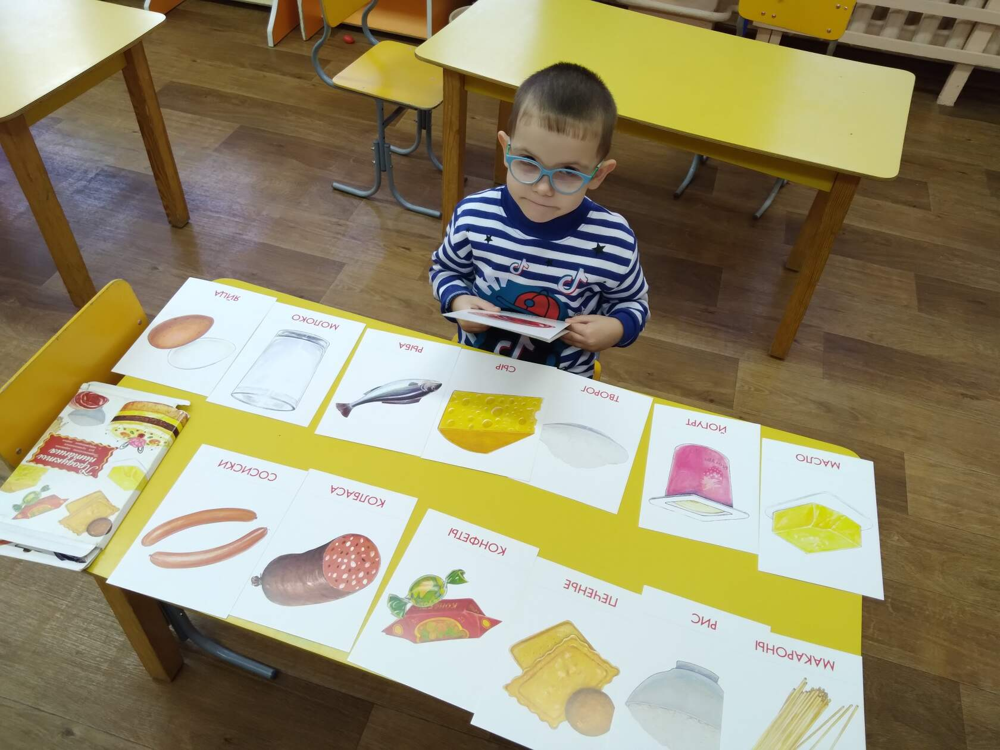 ЯЙЦА
МОЛОКО
РЫБА
СЫР
ТВОРОГ
ЙОГУРТ
МАСЛО
СОСИСКИ
КОЛБАСА
КОНФЕТЫ
ПЕЧЕНЬЕ
РИС
МАКАРОНЫ
Продукты
питания